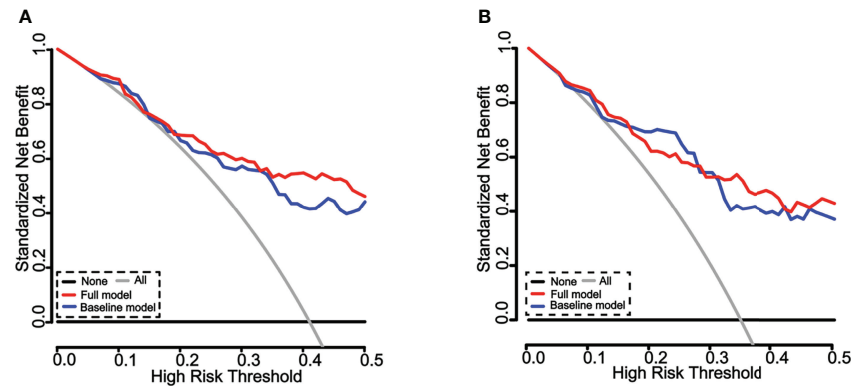 A
Standardized Net Benefit
1.0
0.8
0.6
0.4
0.2
0.0
None All
Full model
Baseline model
0.0 0.1 0.2 0.3 0.4 0.5
High Risk Threshold
B
Standardized Net Benefit
1.0
0.8
0.6
0.4
0.2
0.0
None All
Full model
Baseline model
0.0 0.1 0.2 0.3 0.4 0.5
High Risk Threshold